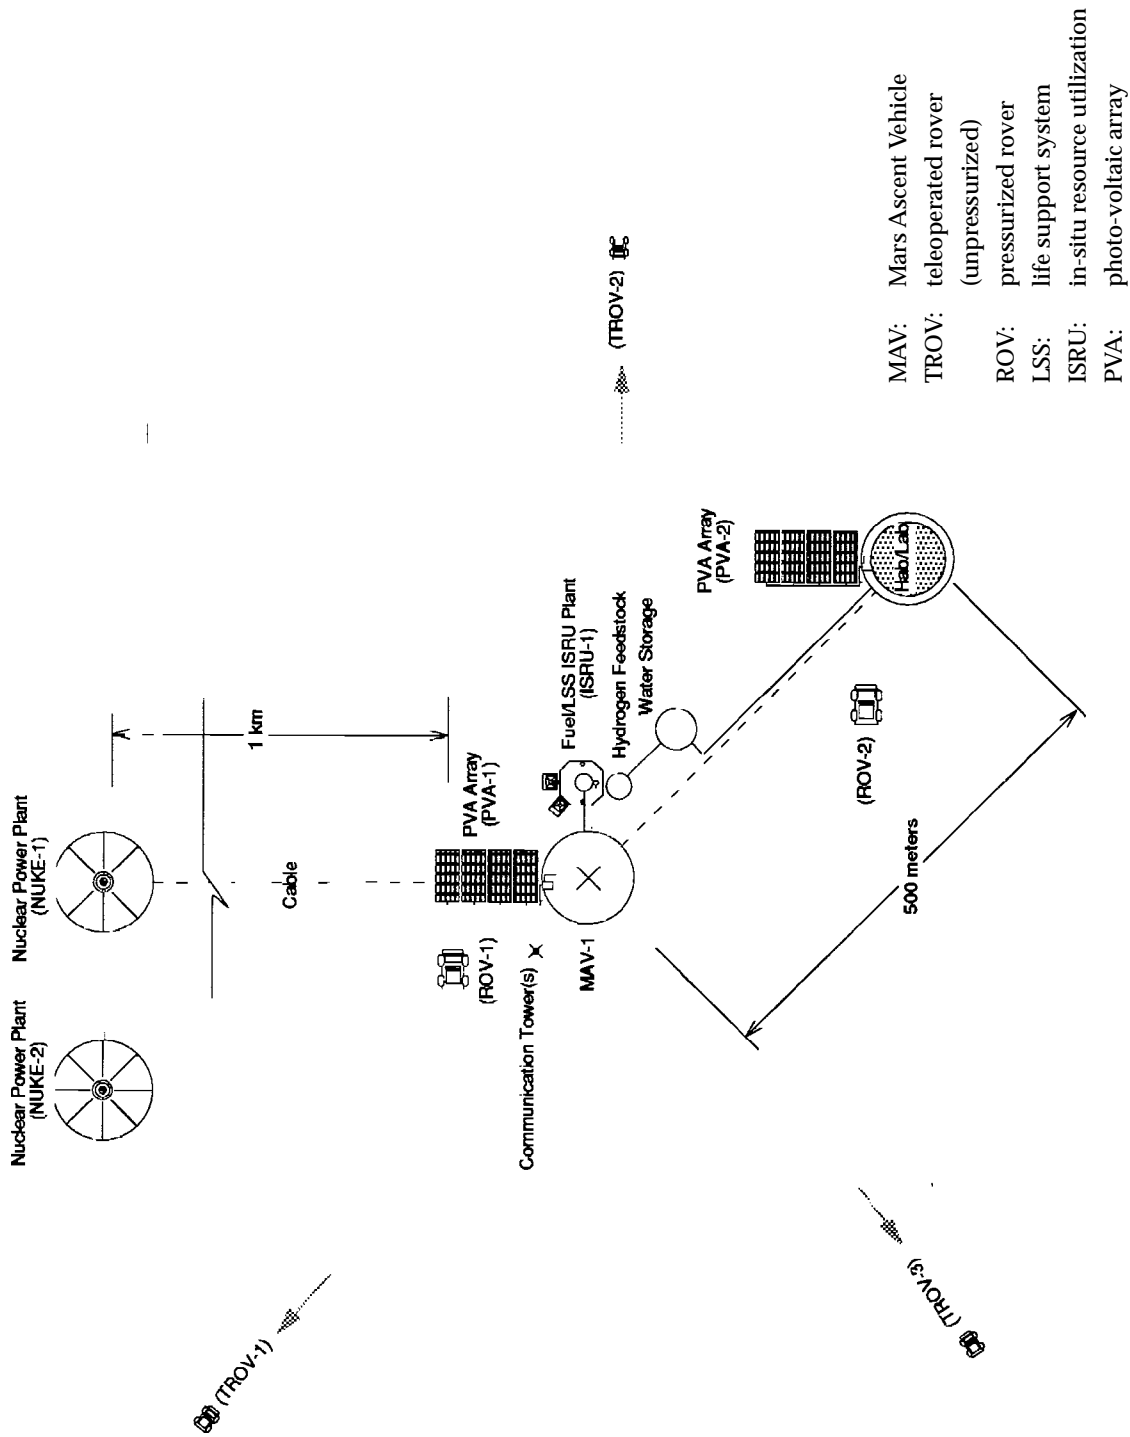 Nuclear Power Plant
(NUKE-2)
Nuclear Power Plant
(NUKE-1)
1 km
Cable
(TROV-1)
(ROV-1)
PVA Array
(PVA-1)
Communication Tower(s)
MAV-1
Fuel/LSS ISRU Plant
(ISRU-1)
Hydrogen Feedstock
Water Storage
(TROV-2)
PVA Array
(PVA-2)
Hab/Lab
(ROV-2)
500 meters
(TROV-3)
MAV: Mars Ascent Vehicle
TROV: teleoperated rover
(unpressurized)
ROV: pressurized rover
LSS: life support system
ISRU: in-situ resource utilization
PVA: photo-voltaic array